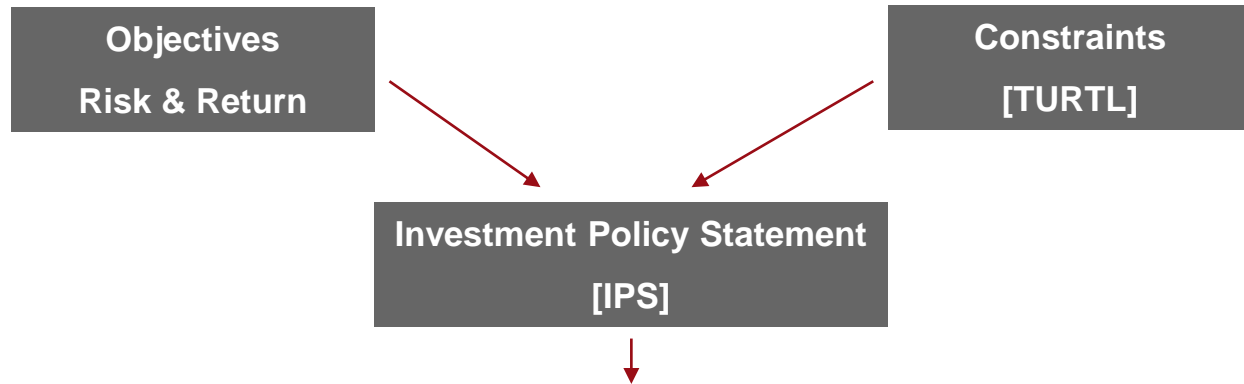 Objectives
Risk & Return
Constraints
[TURTL]
Investment Policy Statement
[IPS]